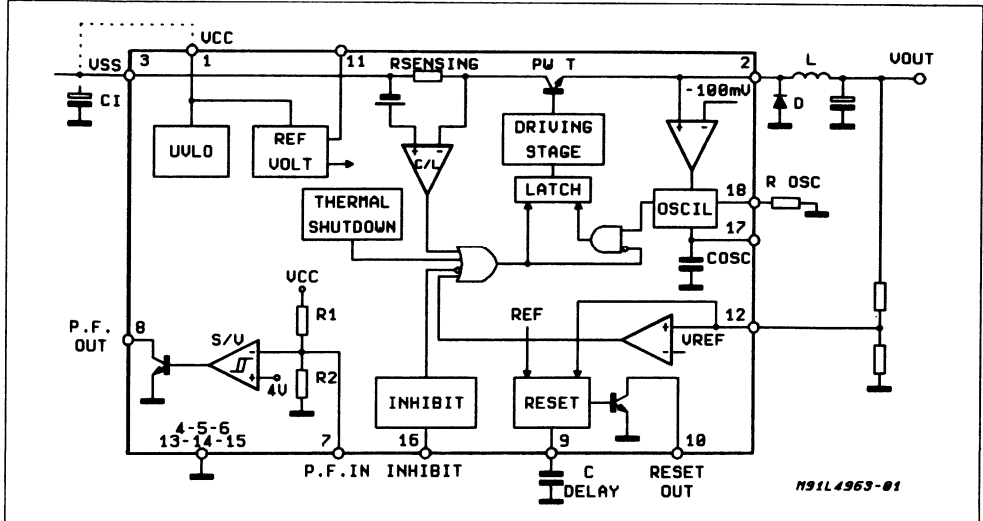 VCC
VSS
3
1
11
RSENSING
PW T
2
L
VOUT
CI
-100mV
D
+
-
UVLO
REF
VOLT
+
-
C/L
DRIVING
STAGE
LATCH
THERMAL
SHUTDOWN
OSCIL
18
R OSC
17
COSC
VCC
R1
P.F.
OUT
8
S/V
-
+
4V
R2
REF
+
-
VREF
12
INHIBIT
RESET
4-5-6
13-14-15
7
16
9
10
P.F.IN
INHIBIT
C
DELAY
RESET
OUT
M91L4963-01